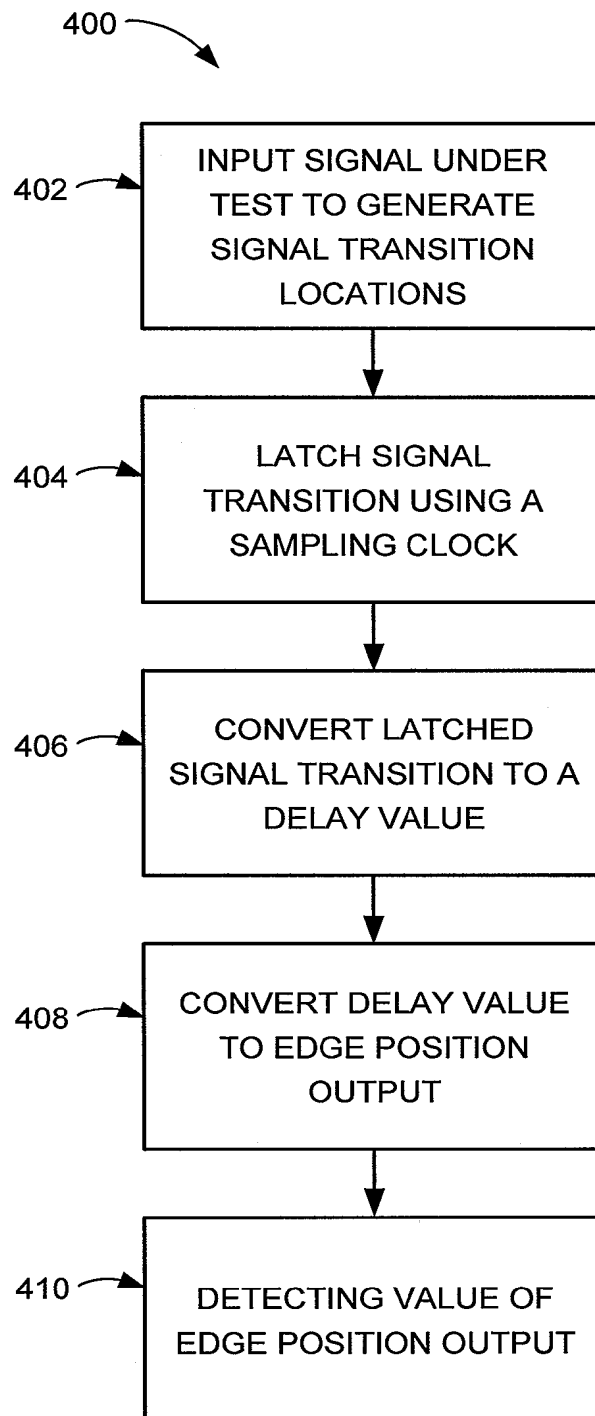 400
402
INPUT SIGNAL UNDER
TEST TO GENERATE
SIGNAL TRANSITION
LOCATIONS
404
LATCH SIGNAL
TRANSITION USING A
SAMPLING CLOCK
406
CONVERT LATCHED
SIGNAL TRANSITION TO A
DELAY VALUE
408
CONVERT DELAY VALUE
TO EDGE POSITION
OUTPUT
410
DETECTING VALUE OF
EDGE POSITION OUTPUT